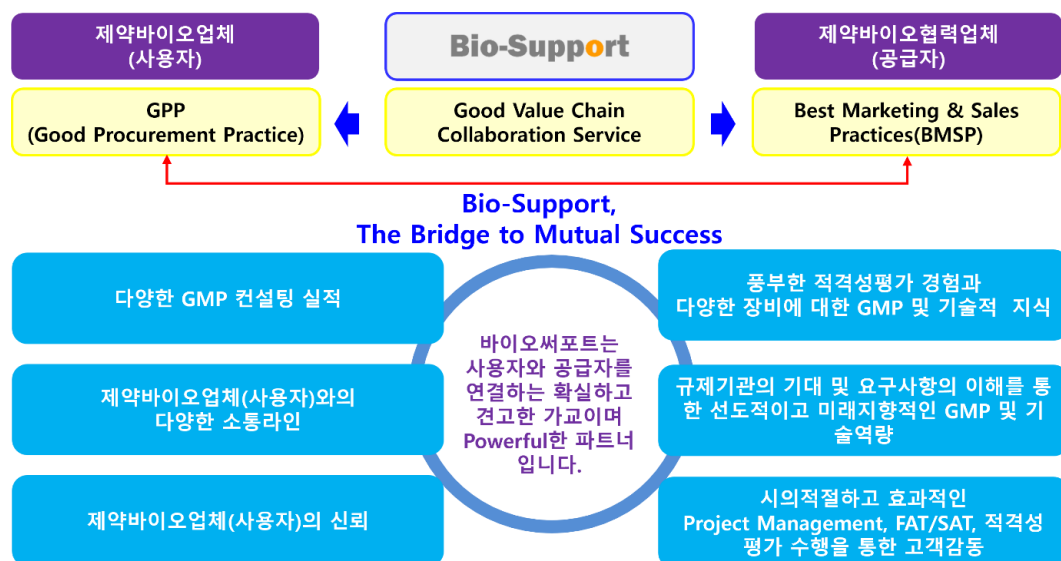 제약바이오업체
(사용자)
Bio-Support
제약바이오협력업체
(공급자)
GPP
(Good Procurement Practice)
Good Value Chain
Collaboration Service
Best Marketing & Sales
Practices(BMSP)
Bio-Support,
The Bridge to Mutual Success
다양한 GMP 컨설팅 실적
제약바이오업체(사용자)와의
다양한 소통라인
제약바이오업체(사용자)의 신뢰
바이오써포트는
사용자와 공급자를
연결하는 확실하고
견고한 가교이며
Powerful한 파트너
입니다.
풍부한 적격성평가 경험과
다양한 장비에 대한 GMP 및 기술적 지식
규제기관의 기대 및 요구사항의 이해를 통
한 선도적이고 미래지향적인 GMP 및 기
술역량
시의적절하고 효과적인
Project Management, FAT/SAT, 적격성
평가 수행을 통한 고객감동